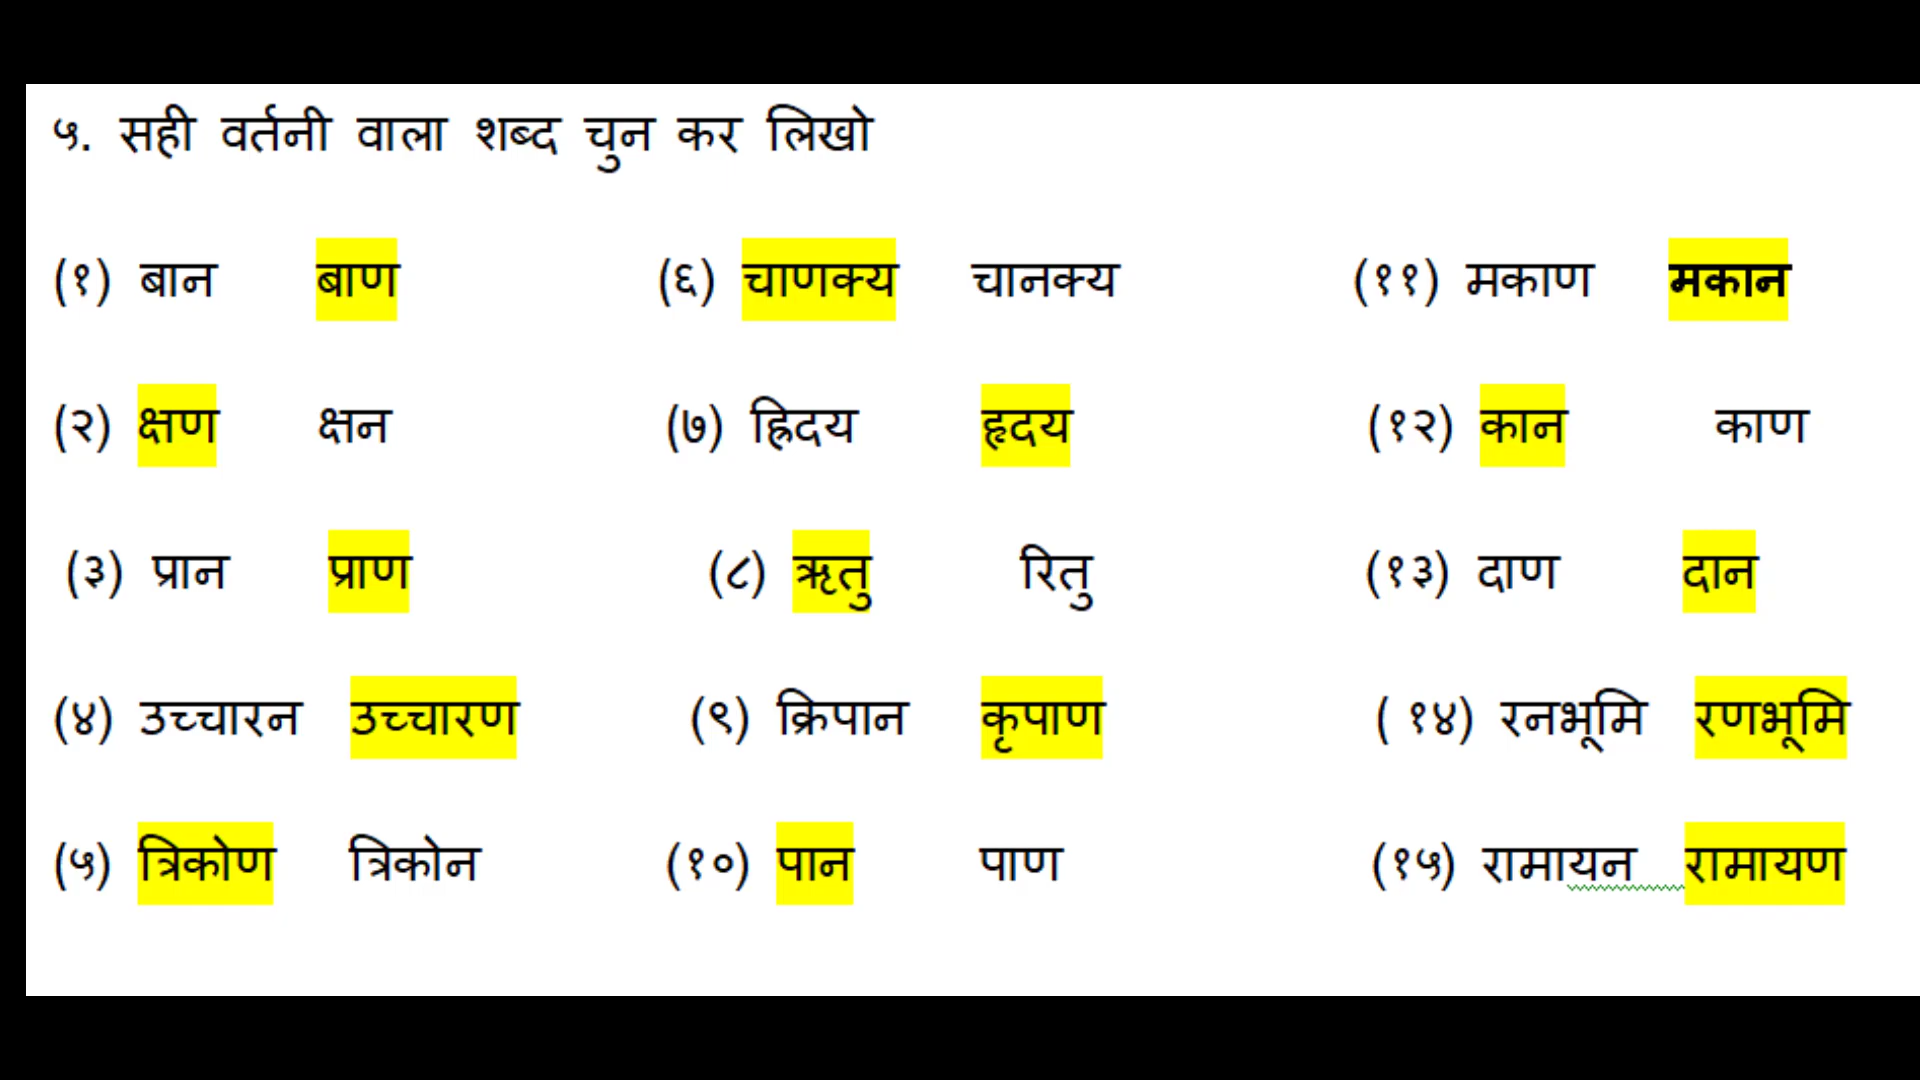 ५. सही वर्तनी वाला शब्द चुन कर लिखो
(१) बान बाण (६) चाणक्य चानक्य (११) मकाण मकान
(२) क्षण क्षन (७) ह्रिदय हृदय (१२) कान काण
(३) प्रान प्राण (८) ऋतु रितु (१३) दाण दान
(४) उच्चारन उच्चारण (९) क्रिपान कृपाण ( १४) रनभूमि रणभूमि
(५) त्रिकोण त्रिकोन (१०) पान पाण (१५) रामायन रामायण